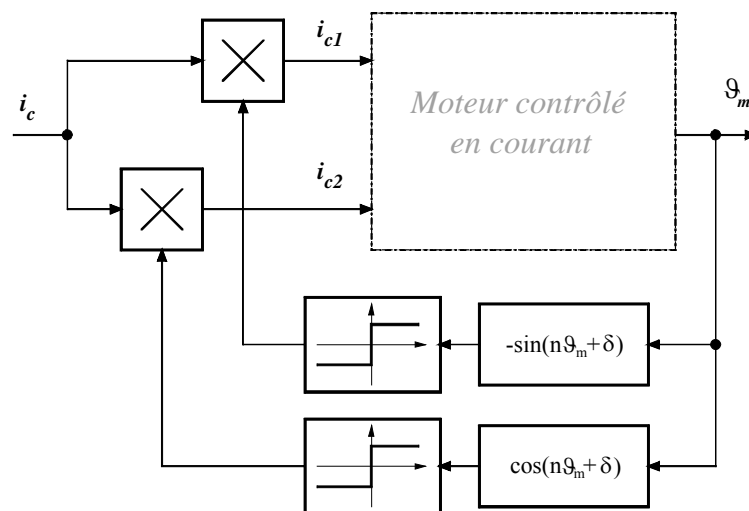 i_c1
ϑ_m
i_c
Moteur contrôlé
en courant
i_c2
-sin(nϑ_m+δ)
cos(nϑ_m+δ)